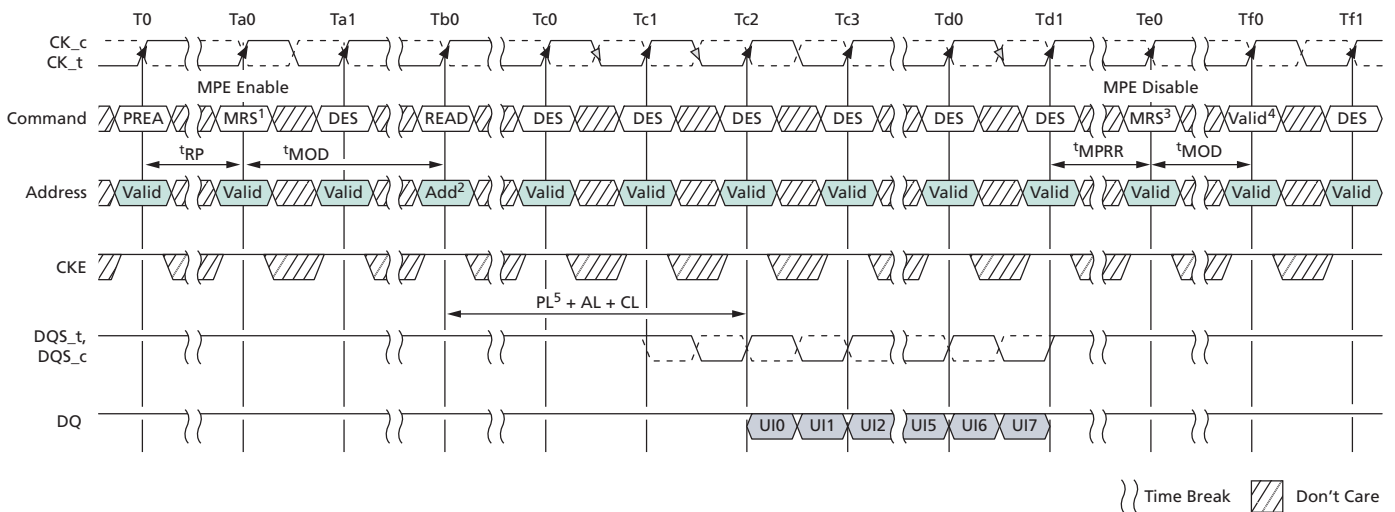 T0 Ta0 Ta1 Tb0 Tc0 Tc1 Tc2 Tc3 Td0 Td1 Te0 Tf0 Tf1
CK_c
CK_t
MPE Enable MPE Disable
Command PREA MRS¹ DES READ DES DES DES DES DES DES MRS³ Valid⁴ DES
tRP tMOD tMPRR tMOD
Address Valid Valid Valid Add² Valid Valid Valid Valid Valid Valid Valid Valid Valid
CKE
PL⁵ + AL + CL
DQS_t,
DQS_c
DQ UI0 UI1 UI2 UI5 UI6 UI7
Time Break Don't Care